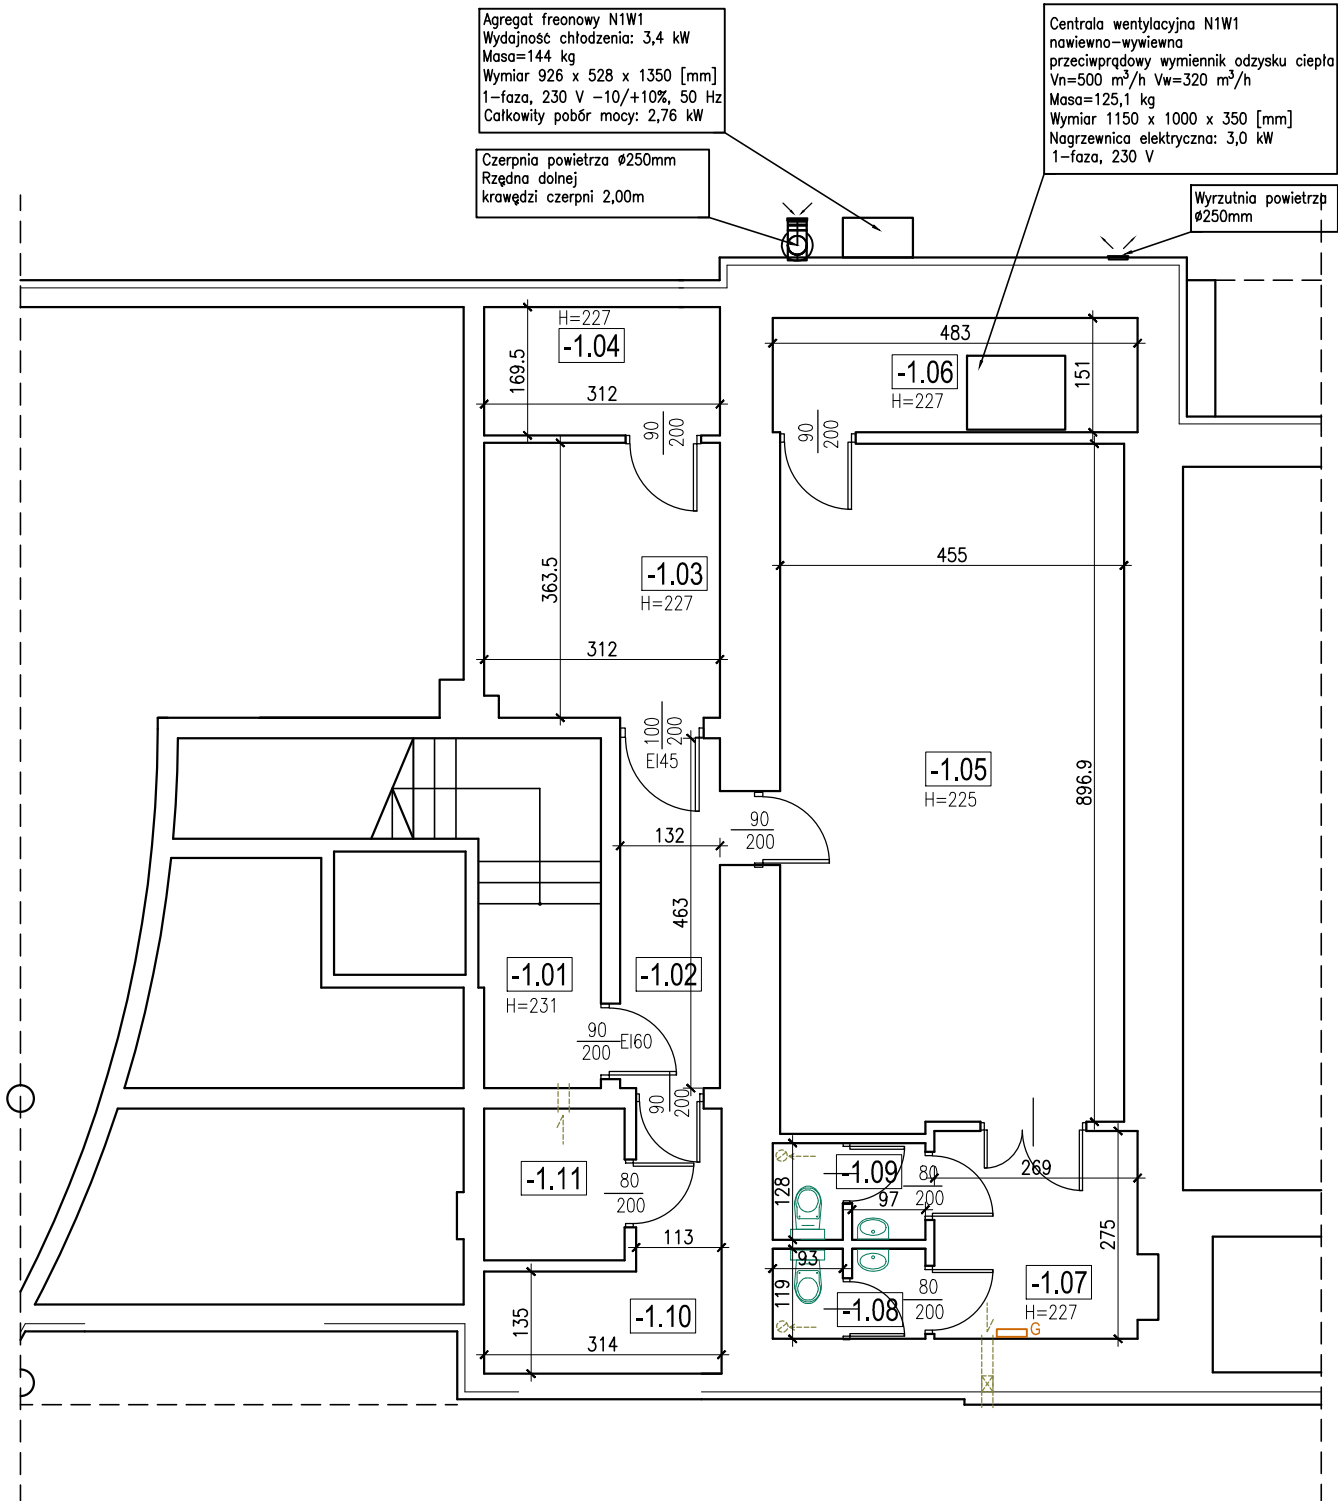 Agregat freonowy N1W1
Wydajność chłodzenia: 3,4 kW
Masa=144 kg
Wymiar 926 x 528 x 1350 [mm]
1-faza, 230 V -10/+10%, 50 Hz
Całkowity pobór mocy: 2,76 kW
Centrala wentylacyjna N1W1
nawiewno-wywiewna
przeciwprądowy wymiennik odzysku ciepła
Vn=500 m³/h Vw=320 m³/h
Masa=125,1 kg
Wymiar 1150 x 1000 x 350 [mm]
Nagrzewnica elektryczna: 3,0 kW
1-faza, 230 V
Czerpnia powietrza ø250mm
Rzędna dolnej
krawędzi czerpni 2,00m
Wyrzutnia powietrza
ø250mm
H=227
-1.04
169.5
312
90
200
483
-1.06
H=227
151
90
200
363.5
-1.03
H=227
312
455
100
200
EI45
-1.05
H=225
896.9
132
90
200
463
-1.01
H=231
-1.02
90
200
EI60
90
200
-1.11
80
200
113
-1.10
135
314
128
-1.09
80
200
97
269
275
93
119
-1.08
80
200
-1.07
H=227
G